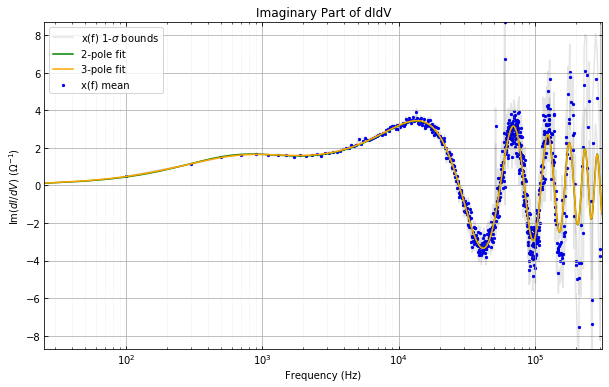 Imaginary Part of dIdV
x(f) 1-σ bounds
2-pole fit
3-pole fit
x(f) mean
Im(dI/dV) (Ω⁻¹)
8
6
4
2
0
−2
−4
−6
−8
10² 10³ 10⁴ 10⁵
Frequency (Hz)